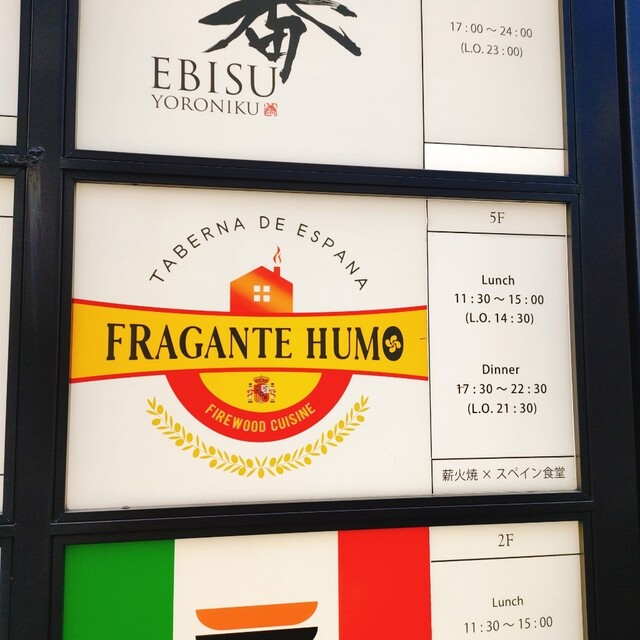 番
EBISU
YORONIKU
17:00～24:00
(L.O. 23:00)
TABERNA DE ESPANA
FRAGANTE HUMO
FIREWOOD CUISINE
5F
Lunch
11:30～15:00
(L.O. 14:30)
Dinner
17:30～22:30
(L.O. 21:30)
薪火焼 × スペイン食堂
2F
Lunch
11:30～15:00